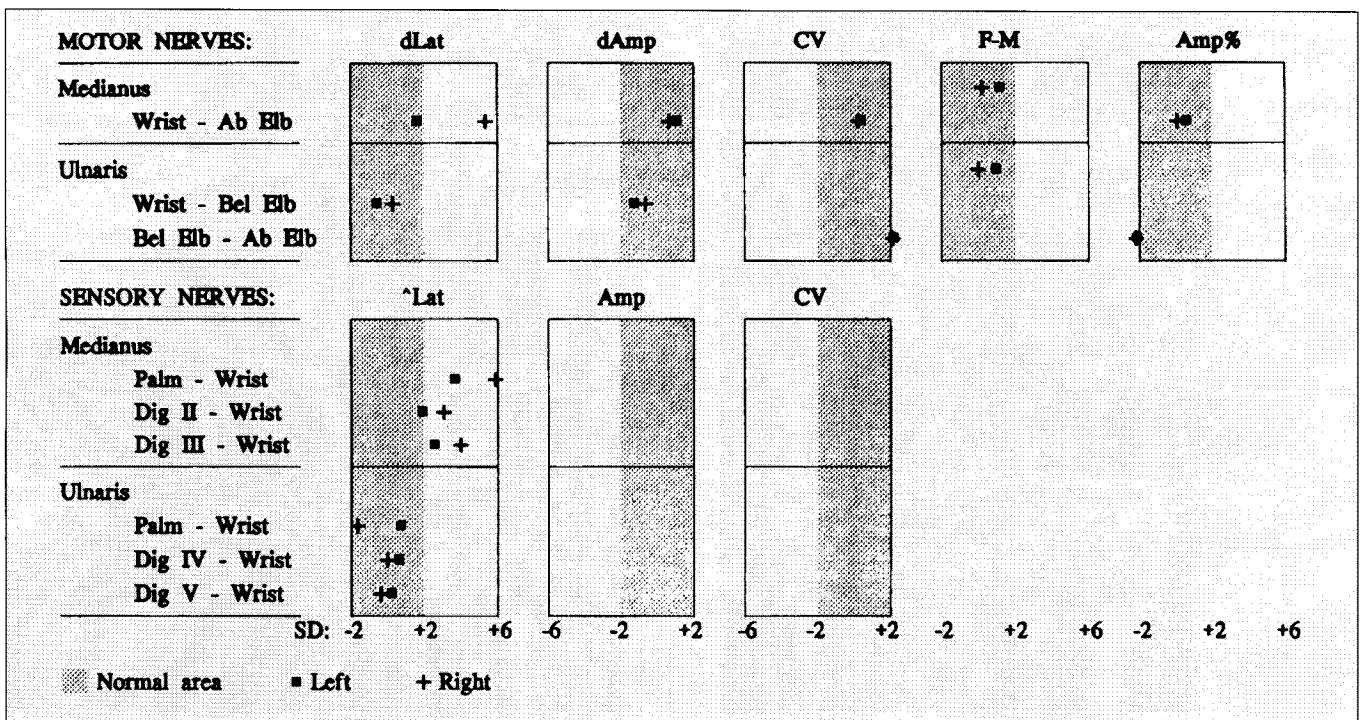 MOTOR NERVES: dLat dAmp CV F-M Amp%
Medianus
Wrist - Ab Elb
Ulnaris
Wrist - Bel Elb
Bel Elb - Ab Elb
SENSORY NERVES: ^Lat Amp CV
Medianus
Palm - Wrist
Dig II - Wrist
Dig III - Wrist
Ulnaris
Palm - Wrist
Dig IV - Wrist
Dig V - Wrist
SD: -2 +2 +6 -6 -2 +2 -6 -2 +2 -2 +2 +6 -2 +2 +6
Normal area ■ Left + Right